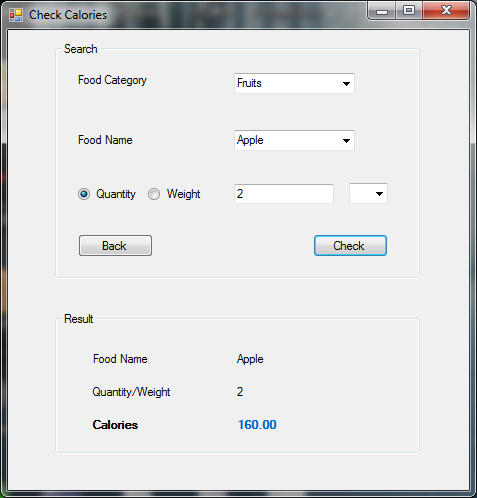 Check Calories
Search
Food Category Fruits
Food Name Apple
Quantity Weight 2
Back Check
Result
Food Name Apple
Quantity/Weight 2
Calories 160.00